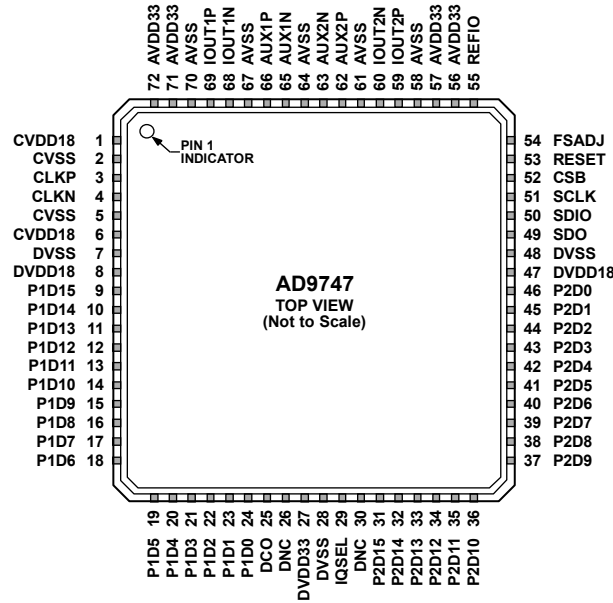 72 AVDD33
71 AVDD33
70 AVSS
69 IOUT1P
68 IOUT1N
67 AVSS
66 AUX1P
65 AUX1N
64 AVSS
63 AUX2N
62 AUX2P
61 AVSS
60 IOUT2N
59 IOUT2P
58 AVSS
57 AVDD33
56 AVDD33
55 REFIO
CVDD18 1
CVSS 2
CLKP 3
CLKN 4
CVSS 5
CVDD18 6
DVSS 7
DVDD18 8
P1D15 9
P1D14 10
P1D13 11
P1D12 12
P1D11 13
P1D10 14
P1D9 15
P1D8 16
P1D7 17
P1D6 18
PIN 1
INDICATOR
AD9747
TOP VIEW
(Not to Scale)
54 FSADJ
53 RESET
52 CSB
51 SCLK
50 SDIO
49 SDO
48 DVSS
47 DVDD18
46 P2D0
45 P2D1
44 P2D2
43 P2D3
42 P2D4
41 P2D5
40 P2D6
39 P2D7
38 P2D8
37 P2D9
P1D5 19
P1D4 20
P1D3 21
P1D2 22
P1D1 23
P1D0 24
DCO 25
DNC 26
DVDD33 27
DVSS 28
IQSEL 29
DNC 30
P2D15 31
P2D14 32
P2D13 33
P2D12 34
P2D11 35
P2D10 36